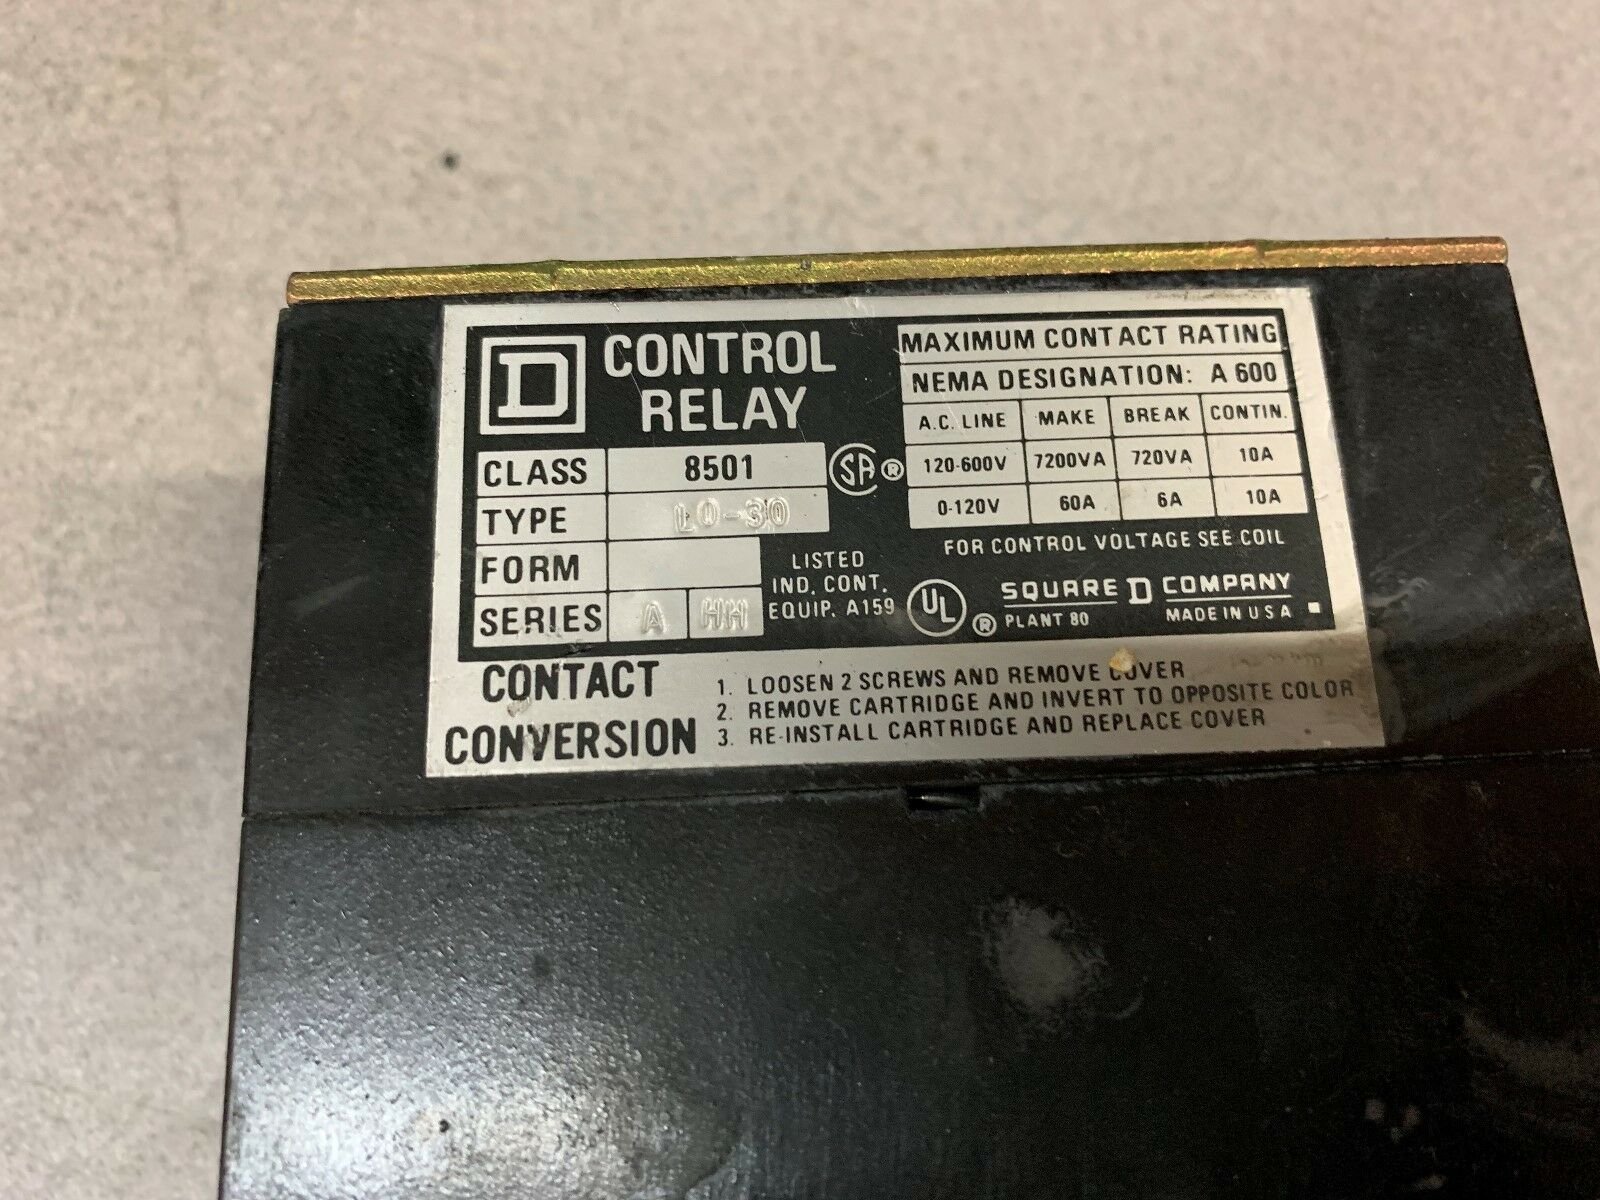 D CONTROL
RELAY
CLASS 8501
TYPE LO-30
FORM
SERIES A HH
SA ®
LISTED
IND. CONT.
EQUIP. A159
UL ®
MAXIMUM CONTACT RATING
NEMA DESIGNATION: A 600
A.C. LINE MAKE BREAK CONTIN.
120-600V 7200VA 720VA 10A
0-120V 60A 6A 10A
FOR CONTROL VOLTAGE SEE COIL
SQUARE D COMPANY
PLANT 80 MADE IN U S A
CONTACT
CONVERSION
1. LOOSEN 2 SCREWS AND REMOVE COVER
2. REMOVE CARTRIDGE AND INVERT TO OPPOSITE COLOR
3. RE-INSTALL CARTRIDGE AND REPLACE COVER